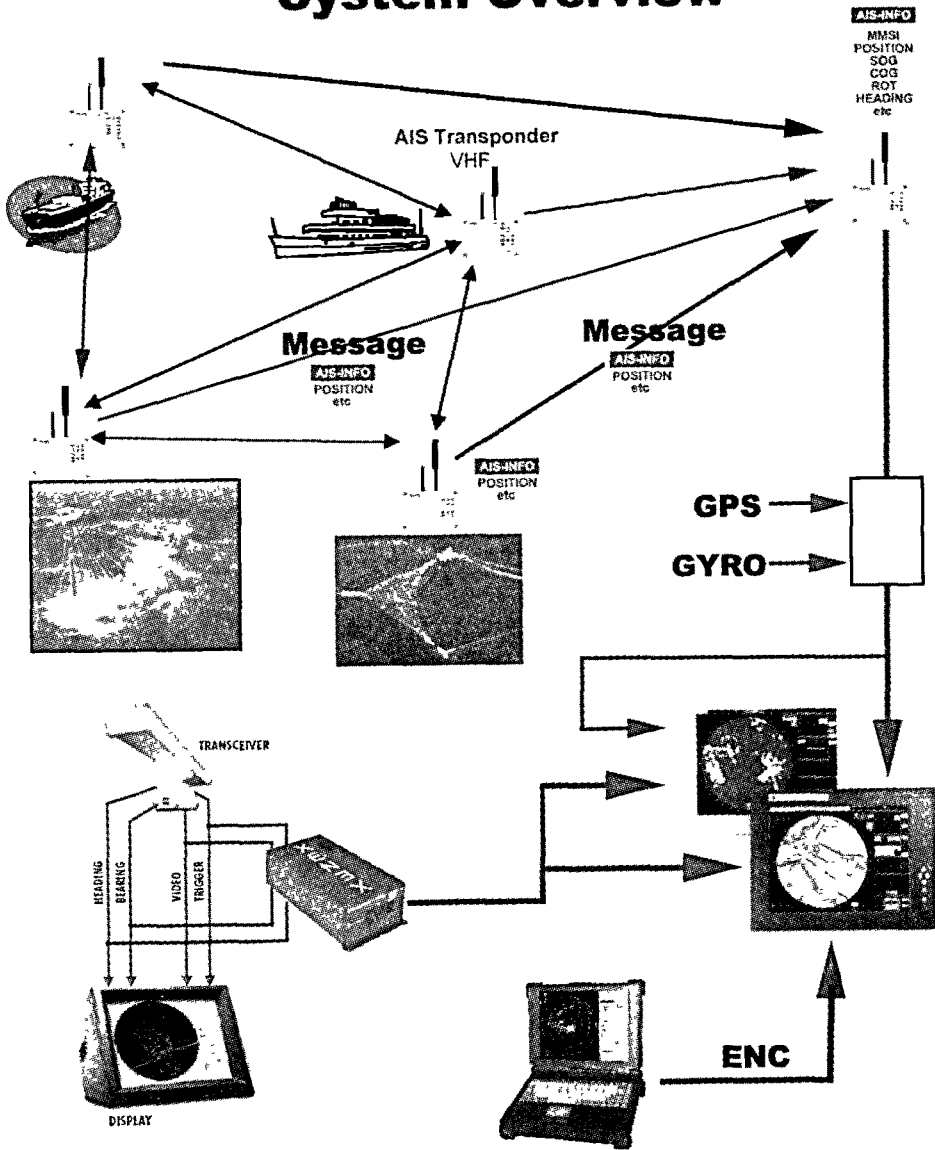 System Overview
AIS-INFO
MMSI
POSITION
SOG
COG
ROT
HEADING
etc
AIS Transponder
VHF
Message
AIS-INFO
POSITION
etc
Message
AIS-INFO
POSITION
etc
AIS-INFO
POSITION
etc
GPS
GYRO
TRANSCEIVER
HEADING
BEARING
VIDEO
TRIGGER
DISPLAY
ENC